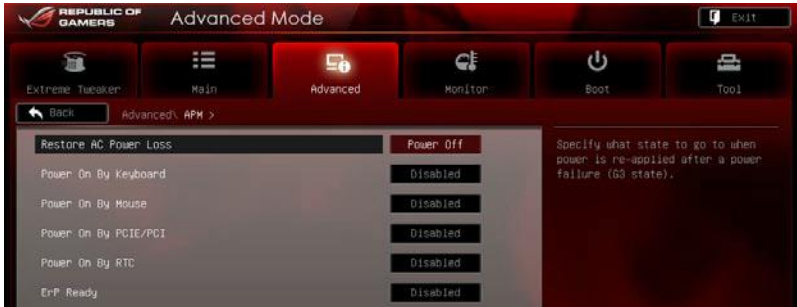 REPUBLIC OF
GAMERS
Advanced Mode
Exit
Extreme Tweaker
Main
Advanced
Monitor
Boot
Tool
Back
Advanced\ APM >
Restore AC Power Loss
Power Off
Power On By Keyboard
Disabled
Power On By Mouse
Disabled
Power On By PCIE/PCI
Disabled
Power On By RTC
Disabled
ErP Ready
Disabled
Specify what state to go to when
power is re-applied after a power
failure (G3 state).